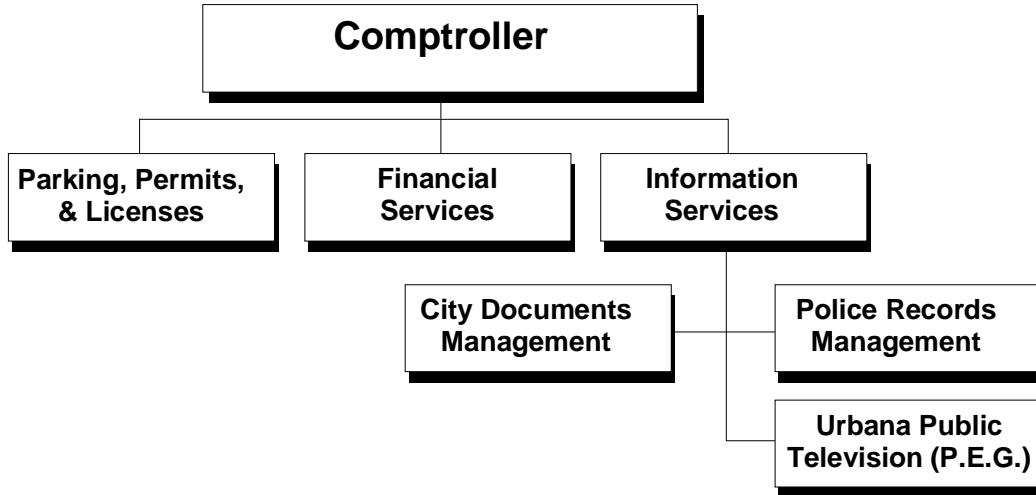 Comptroller
Parking, Permits,
& Licenses
Financial
Services
Information
Services
City Documents
Management
Police Records
Management
Urbana Public
Television (P.E.G.)